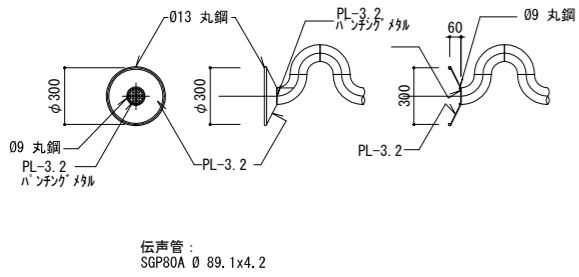 Ø13 丸鋼
PL-3.2
パンチングメタル
60
Ø9 丸鋼
φ300
φ300
300
Ø9 丸鋼
PL-3.2
パンチングメタル
PL-3.2
PL-3.2
伝声管：
SGP80A Ø 89.1x4.2